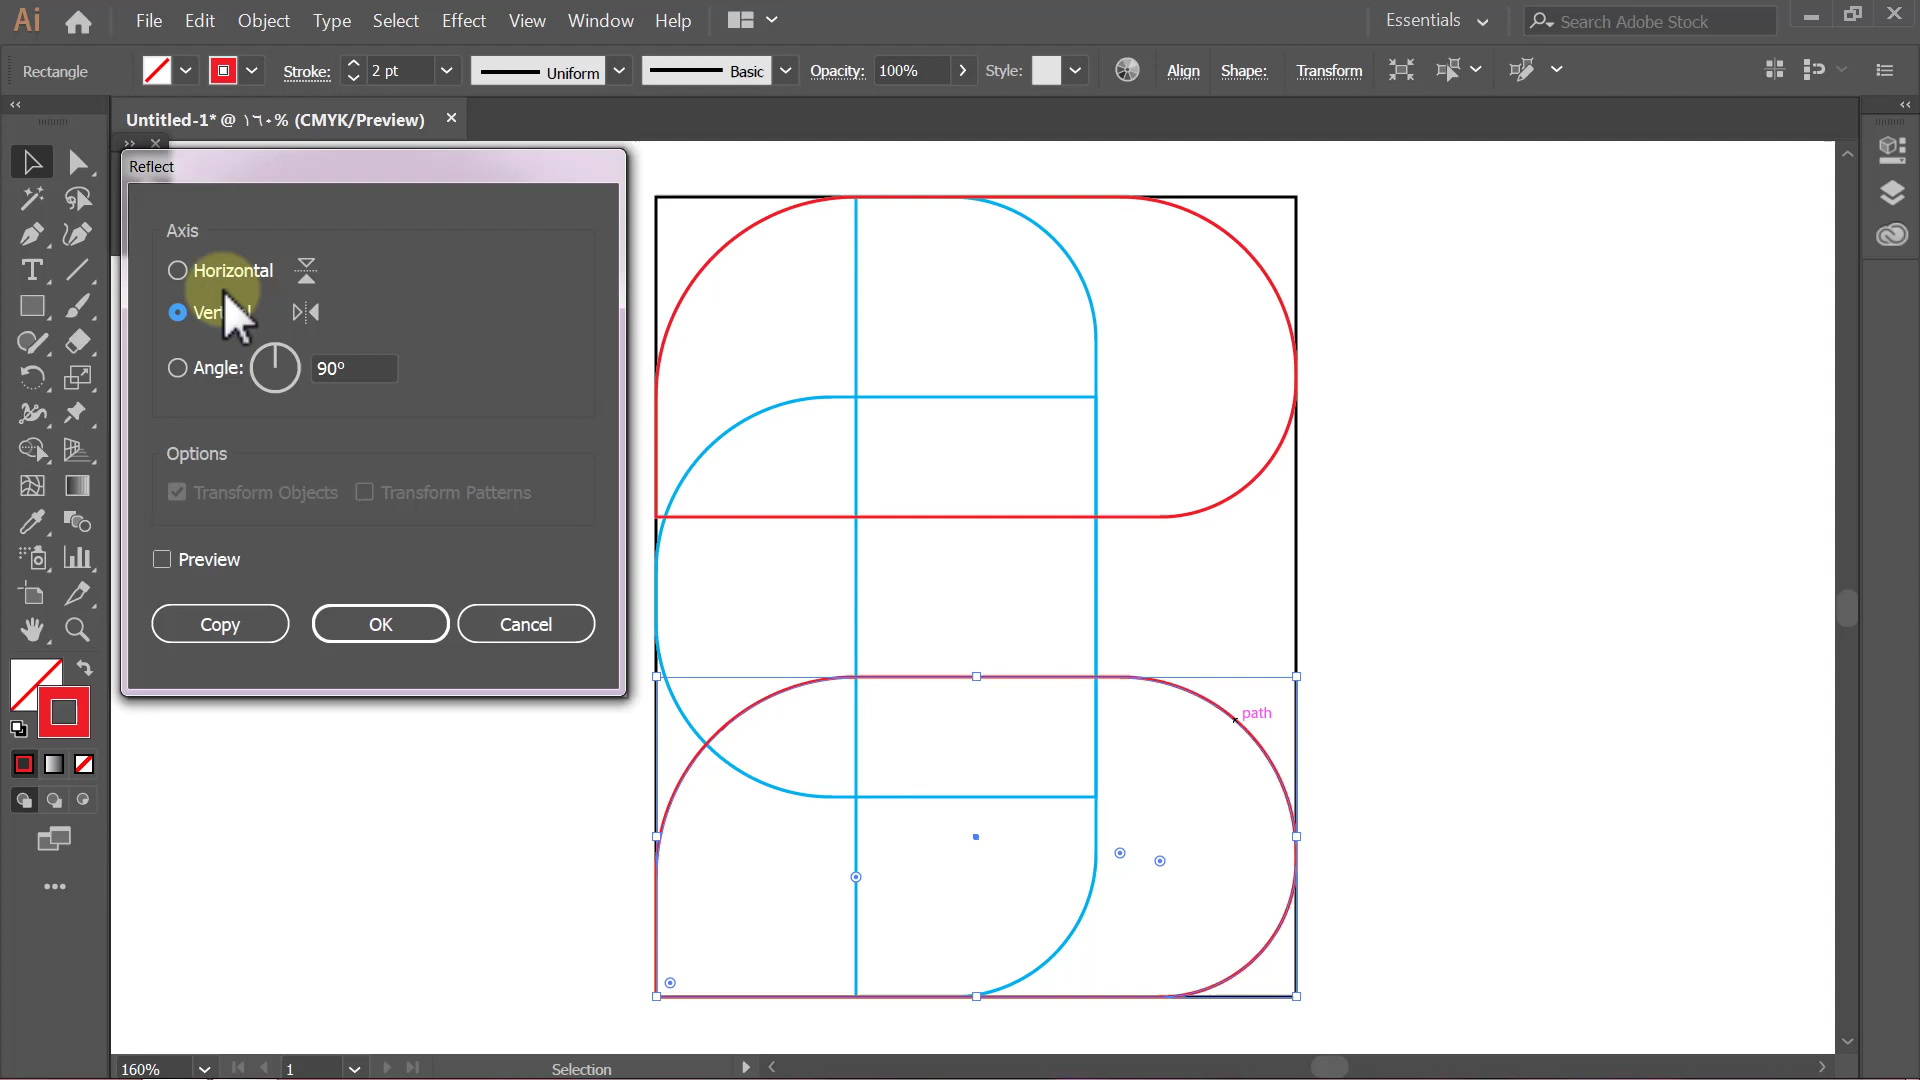 Ai File Edit Object Type Select Effect View Window Help Essentials Search Adobe Stock
Rectangle Stroke: 2 pt Uniform Basic Opacity: 100% Style: Align Shape: Transform
Untitled-1* @ ١٦٠% (CMYK/Preview)
Reflect
Axis
Horizontal
Vertical
Angle: 90°
Options
Transform Objects Transform Patterns
Preview
Copy OK Cancel
path
160% 1 Selection